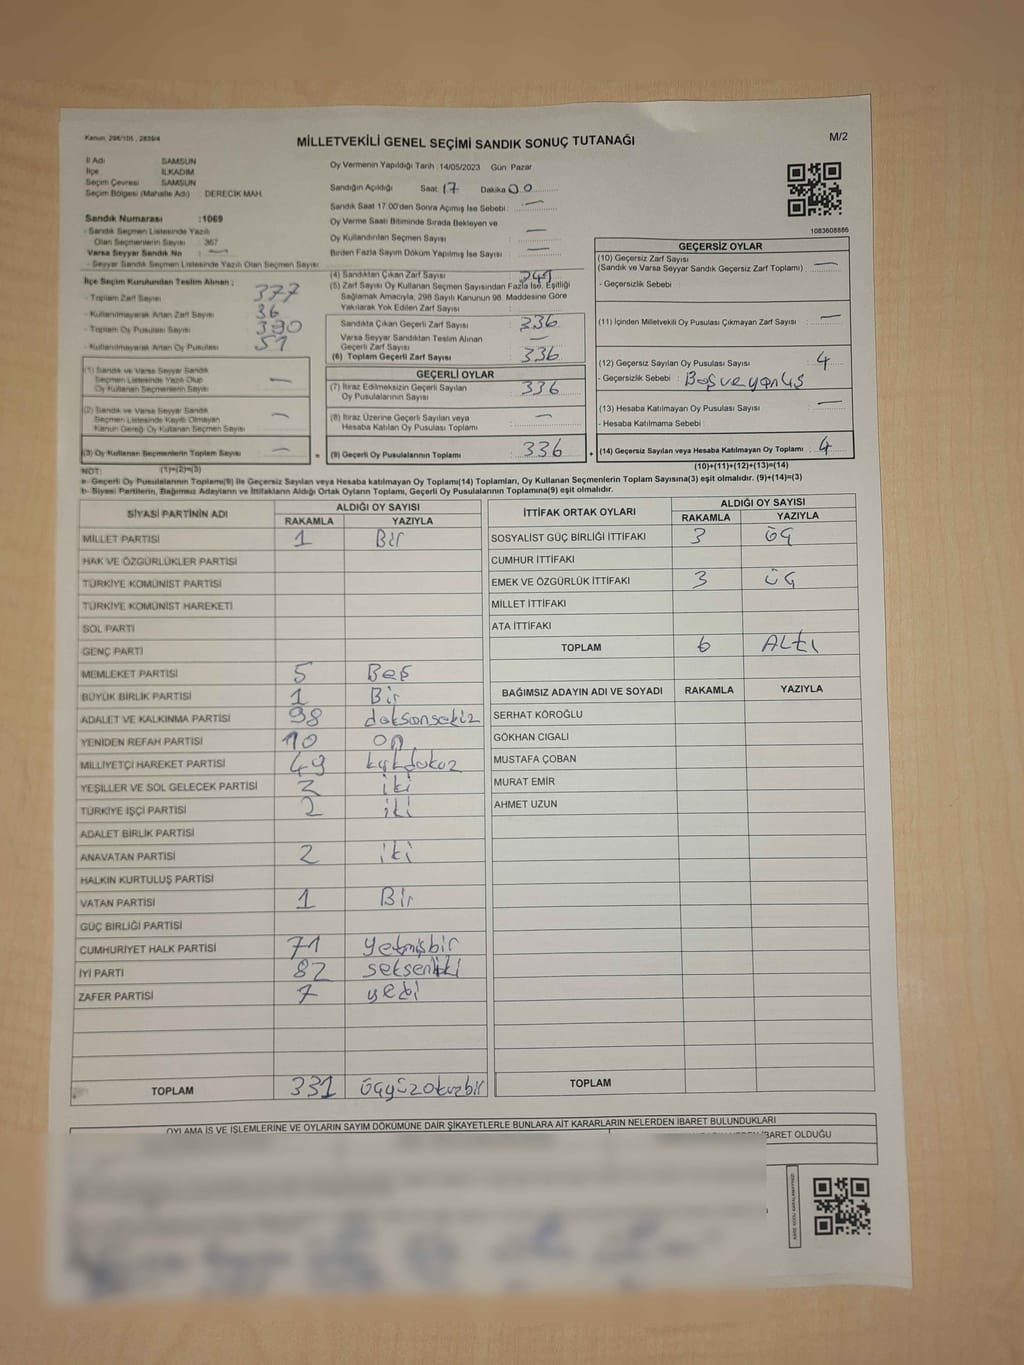 Kanun, 298/105 , 2839/4
MİLLETVEKİLİ GENEL SEÇİMİ SANDIK SONUÇ TUTANAĞI
M/2
İl Adı SAMSUN
İlçe İLKADIM
Seçim Çevresi SAMSUN
Seçim Bölgesi (Mahalle Adı) DERECİK MAH.
Sandık Numarası :1069
- Sandık Seçmen Listesinde Yazılı
Olan Seçmenlerin Sayısı 367
Varsa Seyyar Sandık No —
- Seyyar Sandık Seçmen Listesinde Yazılı Olan Seçmen Sayısı
İlçe Seçim Kurulundan Teslim Alınan ;
- Toplam Zarf Sayısı 377
- Kullanılmayarak Artan Zarf Sayısı 36
- Toplam Oy Pusulası Sayısı 390
- Kullanılmayarak Artan Oy Pusulası 51
(1) Sandık ve Varsa Seyyar Sandık
Seçmen Listesinde Yazılı Olup
Oy Kullanan Seçmenlerin Sayısı —
(2) Sandık ve Varsa Seyyar Sandık
Seçmen Listesinde Kayıtlı Olmayan
Kanun Gereği Oy Kullanan Seçmen Sayısı —
(3) Oy Kullanan Seçmenlerin Toplam Sayısı —
Oy Vermenin Yapıldığı Tarih :14/05/2023 Gün Pazar
Sandığın Açıldığı Saat 17 Dakika 00
Sandık Saat 17:00'den Sonra Açılmış İse Sebebi : —
Oy Verme Saati Bitiminde Sırada Bekleyen ve
Oy Kullandırılan Seçmen Sayısı —
Birden Fazla Sayım Döküm Yapılmış İse Sayısı : —
(4) Sandıktan Çıkan Zarf Sayısı
(5) Zarf Sayısı Oy Kullanan Seçmen Sayısından Fazla İse, Eşitliği
Sağlamak Amacıyla, 298 Sayılı Kanunun 98. Maddesine Göre
Yakılarak Yok Edilen Zarf Sayısı :
Sandıkta Çıkan Geçerli Zarf Sayısı 336
Varsa Seyyar Sandıktan Teslim Alınan
Geçerli Zarf Sayısı —
(6) Toplam Geçerli Zarf Sayısı 336
GEÇERLİ OYLAR
(7) İtiraz Edilmeksizin Geçerli Sayılan
Oy Pusulalarının Sayısı 336
(8) İtiraz Üzerine Geçerli Sayılan veya
Hesaba Katılan Oy Pusulası Toplamı —
(9) Geçerli Oy Pusulalarının Toplamı 336
1083608886
GEÇERSİZ OYLAR
(10) Geçersiz Zarf Sayısı
(Sandık ve Varsa Seyyar Sandık Geçersiz Zarf Toplamı) : —
- Geçersizlik Sebebi :
(11) İçinden Milletvekili Oy Pusulası Çıkmayan Zarf Sayısı —
(12) Geçersiz Sayılan Oy Pusulası Sayısı 4
- Geçersizlik Sebebi : Boş ve yanlış
(13) Hesaba Katılmayan Oy Pusulası Sayısı —
- Hesaba Katılmama Sebebi :
(14) Geçersiz Sayılan veya Hesaba Katılmayan Oy Toplamı 4
NOT: (1)+(2)=(3)
(10)+(11)+(12)+(13)=(14)
a- Geçerli Oy Pusulalarının Toplamı(9) ile Geçersiz Sayılan veya Hesaba katılmayan Oy Toplamı(14) Toplamları, Oy Kullanan Seçmenlerin Toplam Sayısına(3) eşit olmalıdır. (9)+(14)=(3)
b- Siyasi Partilerin, Bağımsız Adayların ve İttifakların Aldığı Ortak Oyların Toplamı, Geçerli Oy Pusulalarının Toplamına(9) eşit olmalıdır.
SİYASİ PARTİNİN ADI ALDIĞI OY SAYISI
RAKAMLA YAZIYLA
MİLLET PARTİSİ 1 Bir
HAK VE ÖZGÜRLÜKLER PARTİSİ
TÜRKİYE KOMÜNİST PARTİSİ
TÜRKİYE KOMÜNİST HAREKETİ
SOL PARTİ
GENÇ PARTİ
MEMLEKET PARTİSİ 5 Beş
BÜYÜK BİRLİK PARTİSİ 1 Bir
ADALET VE KALKINMA PARTİSİ 98 doksansekiz
YENİDEN REFAH PARTİSİ 10 on
MİLLİYETÇİ HAREKET PARTİSİ 49 kırkdokuz
YEŞİLLER VE SOL GELECEK PARTİSİ 2 iki
TÜRKİYE İŞÇİ PARTİSİ 2 iki
ADALET BİRLİK PARTİSİ
ANAVATAN PARTİSİ 2 iki
HALKIN KURTULUŞ PARTİSİ
VATAN PARTİSİ 1 Bir
GÜÇ BİRLİĞİ PARTİSİ
CUMHURİYET HALK PARTİSİ 71 yetmişbir
İYİ PARTİ 82 sekseniki
ZAFER PARTİSİ 7 yedi
TOPLAM 331 üçyüzotuzbir
İTTİFAK ORTAK OYLARI ALDIĞI OY SAYISI
RAKAMLA YAZIYLA
SOSYALİST GÜÇ BİRLİĞİ İTTİFAKI 3 ÜÇ
CUMHUR İTTİFAKI
EMEK VE ÖZGÜRLÜK İTTİFAKI 3 ÜÇ
MİLLET İTTİFAKI
ATA İTTİFAKI
TOPLAM 6 ALtı
BAĞIMSIZ ADAYIN ADI VE SOYADI RAKAMLA YAZIYLA
SERHAT KÖROĞLU
GÖKHAN CIGALI
MUSTAFA ÇOBAN
MURAT EMİR
AHMET UZUN
TOPLAM
OYLAMA İŞ VE İŞLEMLERİNE VE OYLARIN SAYIM DÖKÜMÜNE DAİR ŞİKAYETLERLE BUNLARA AİT KARARLARIN NELERDEN İBARET BULUNDUKLARI
İBARET OLDUĞU